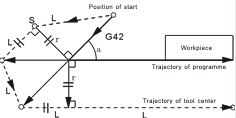 Position of start
S
L
G42
L
r
a
Workpiece
Trajectory of programme
L
r
Trajectory of tool center
L
L